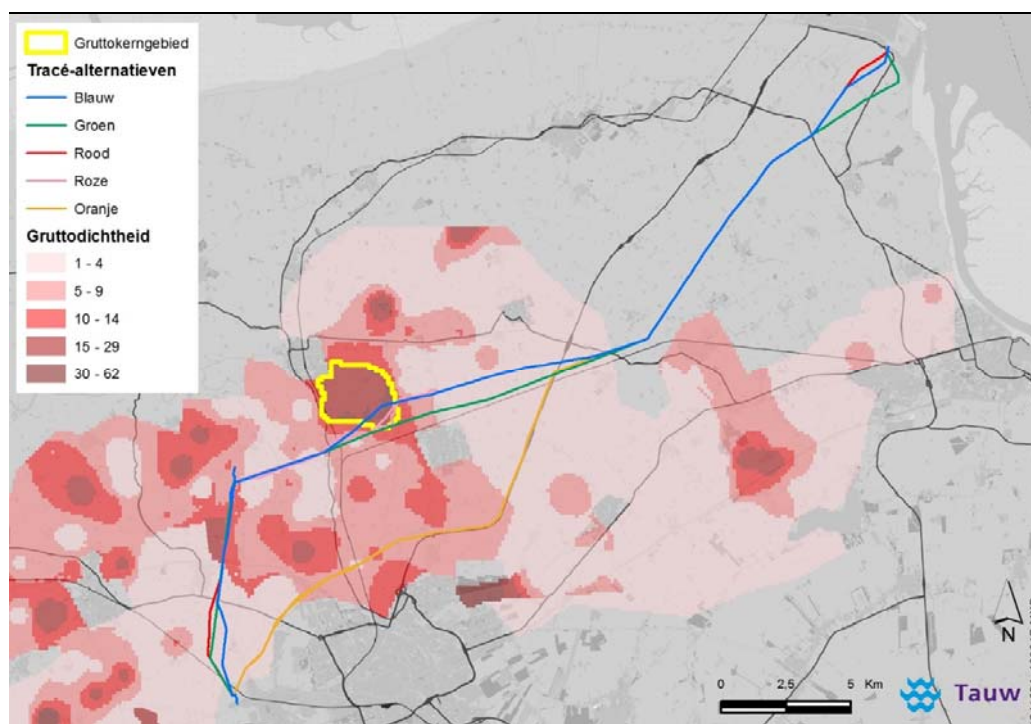 Gruttokerngebied
Tracé-alternatieven
Blauw
Groen
Rood
Roze
Oranje
Gruttodichtheid
1 - 4
5 - 9
10 - 14
15 - 29
30 - 62
N
0 2,5 5 Km
Tauw